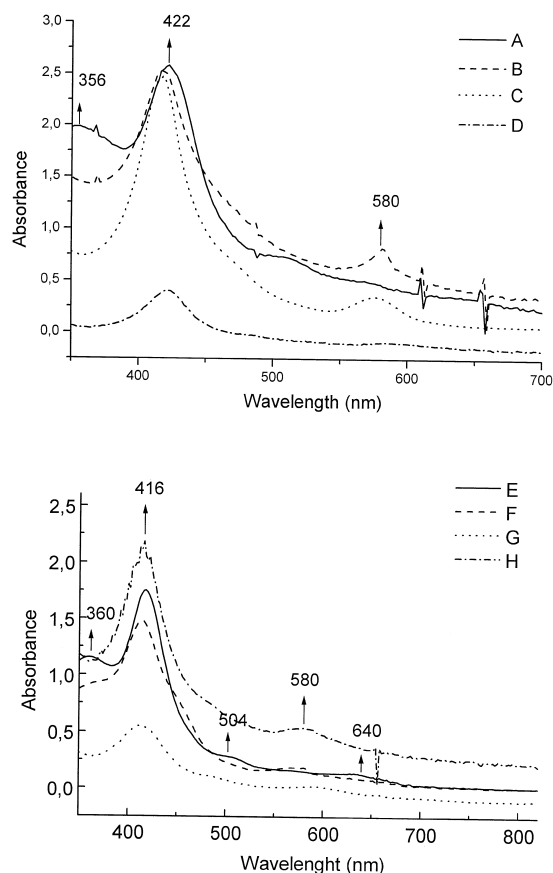 3,0
422
A
2,5
356
B
C
2,0
D
1,5
Absorbance
1,0
580
0,5
0,0
400
500
600
700
Wavelength (nm)
416
2,5
E
F
2,0
G
H
1,5
360
Absorbance
1,0
580
0,5
504
640
0,0
400
500
600
700
800
Wavelenght (nm)